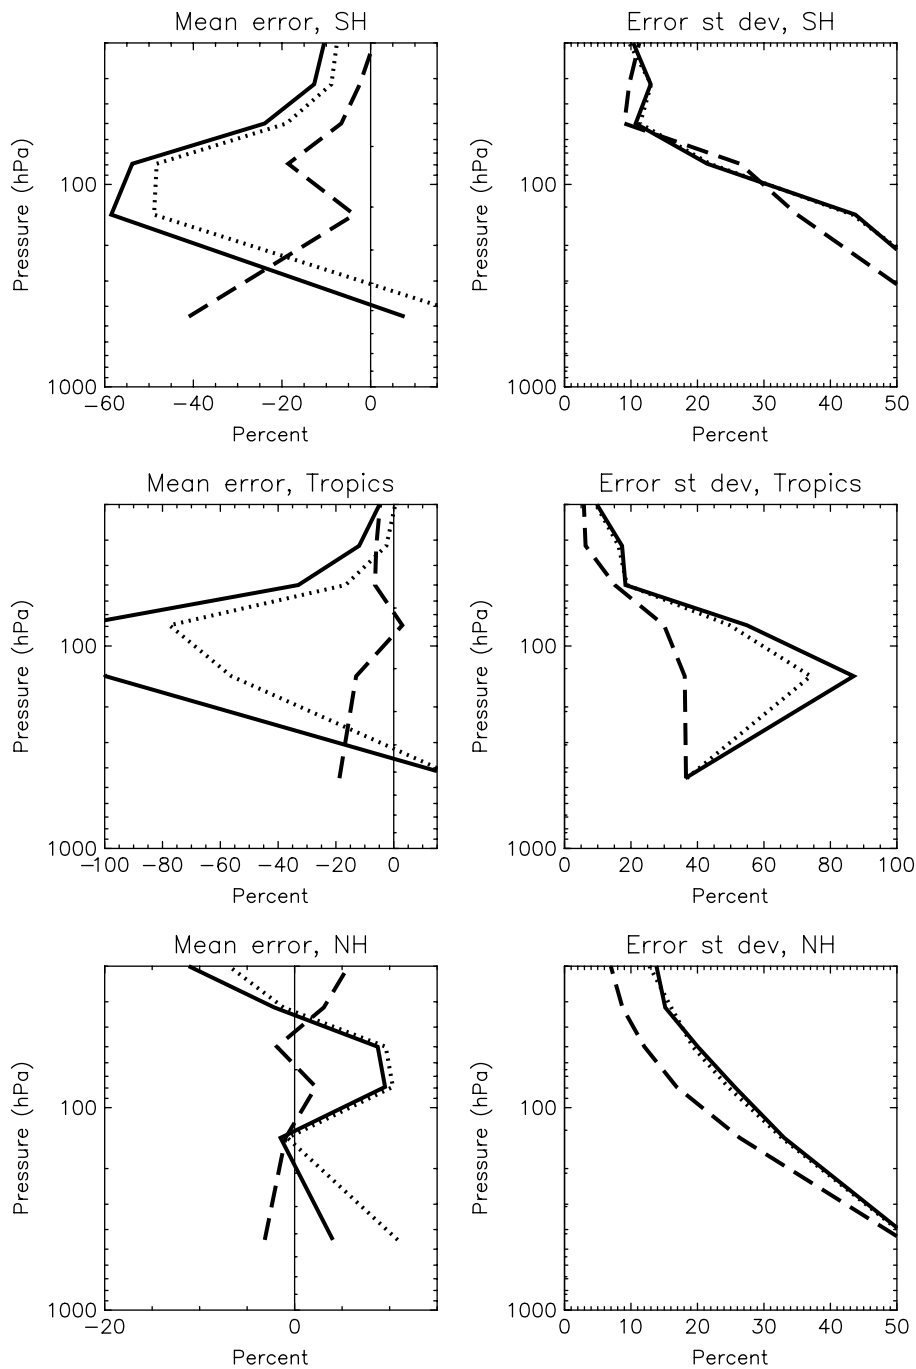 Mean error, SH
Error st dev, SH
Pressure (hPa)
100
1000
−60
−40
−20
0
Percent
Pressure (hPa)
100
1000
0
10
20
30
40
50
Percent
Mean error, Tropics
Error st dev, Tropics
Pressure (hPa)
100
1000
−100
−80
−60
−40
−20
0
Percent
Pressure (hPa)
100
1000
0
20
40
60
80
100
Percent
Mean error, NH
Error st dev, NH
Pressure (hPa)
100
1000
−20
0
Percent
Pressure (hPa)
100
1000
0
10
20
30
40
50
Percent